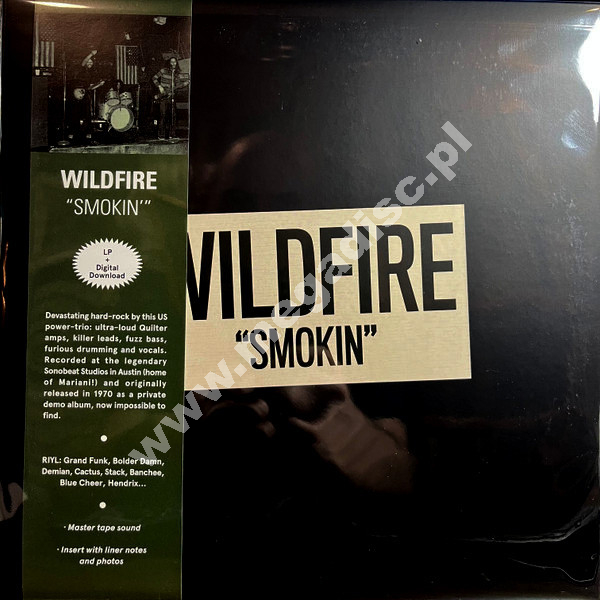 WILDFIRE
“SMOKIN’”
LP
+
Digital
Download
Devastating hard-rock by this US
power-trio: ultra-loud Quilter
amps, killer leads, fuzz bass,
furious drumming and vocals.
Recorded at the legendary
Sonobeat Studios in Austin (home
of Mariani!) and originally
released in 1970 as a private
demo album, now impossible to
find.
RIYL: Grand Funk, Bolder Damn,
Demian, Cactus, Stack, Banchee,
Blue Cheer, Hendrix...
· Master tape sound
· Insert with liner notes
and photos
WILDFIRE
“SMOKIN”
www.megadisc.pl